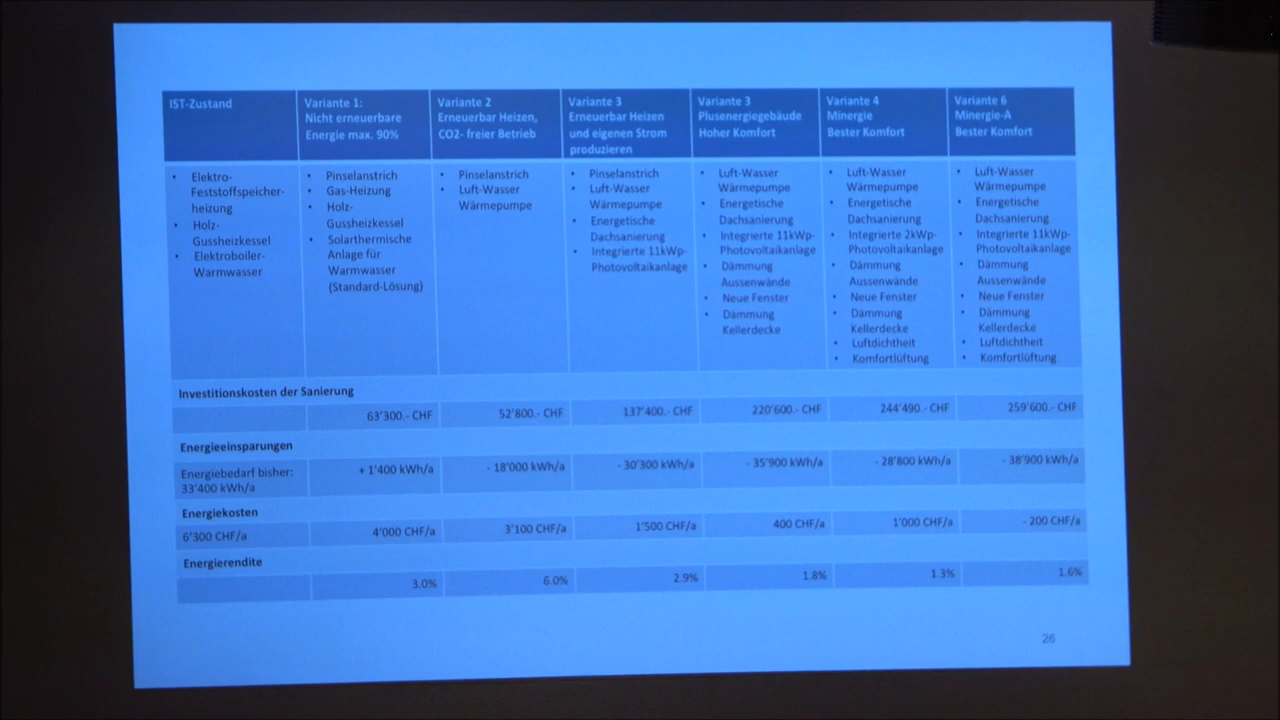 IST-Zustand
Variante 1:
Nicht erneuerbare
Energie max. 90%
Variante 2
Erneuerbar Heizen,
CO2- freier Betrieb
Variante 3
Erneuerbar Heizen
und eigenen Strom
produzieren
Variante 3
Plusenergiegebäude
Hoher Komfort
Variante 4
Minergie
Bester Komfort
Variante 6
Minergie-A
Bester Komfort
• Elektro-
Feststoffspeicher-
heizung
• Holz-
Gussheizkessel
• Elektroboiler-
Warmwasser
• Pinselanstrich
• Gas-Heizung
• Holz-
Gussheizkessel
• Solarthermische
Anlage für
Warmwasser
(Standard-Lösung)
• Pinselanstrich
• Luft-Wasser
Wärmepumpe
• Pinselanstrich
• Luft-Wasser
Wärmepumpe
• Energetische
Dachsanierung
• Integrierte 11kWp-
Photovoltaikanlage
• Luft-Wasser
Wärmepumpe
• Energetische
Dachsanierung
• Integrierte 11kWp-
Photovoltaikanlage
• Dämmung
Aussenwände
• Neue Fenster
• Dämmung
Kellerdecke
• Luft-Wasser
Wärmepumpe
• Energetische
Dachsanierung
• Integrierte 2kWp-
Photovoltaikanlage
• Dämmung
Aussenwände
• Neue Fenster
• Dämmung
Kellerdecke
• Luftdichtheit
• Komfortlüftung
• Luft-Wasser
Wärmepumpe
• Energetische
Dachsanierung
• Integrierte 11kWp-
Photovoltaikanlage
• Dämmung
Aussenwände
• Neue Fenster
• Dämmung
Kellerdecke
• Luftdichtheit
• Komfortlüftung
Investitionskosten der Sanierung
63'300.- CHF 52'800.- CHF 137'400.- CHF 220'600.- CHF 244'490.- CHF 259'600.- CHF
Energieeinsparungen
Energiebedarf bisher:
33'400 kWh/a
+ 1'400 kWh/a - 18'000 kWh/a - 30'300 kWh/a - 35'900 kWh/a - 28'800 kWh/a - 38'900 kWh/a
Energiekosten
6'300 CHF/a 4'000 CHF/a 3'100 CHF/a 1'500 CHF/a 400 CHF/a 1'000 CHF/a - 200 CHF/a
Energierendite
3.0% 6.0% 2.9% 1.8% 1.3% 1.6%
26